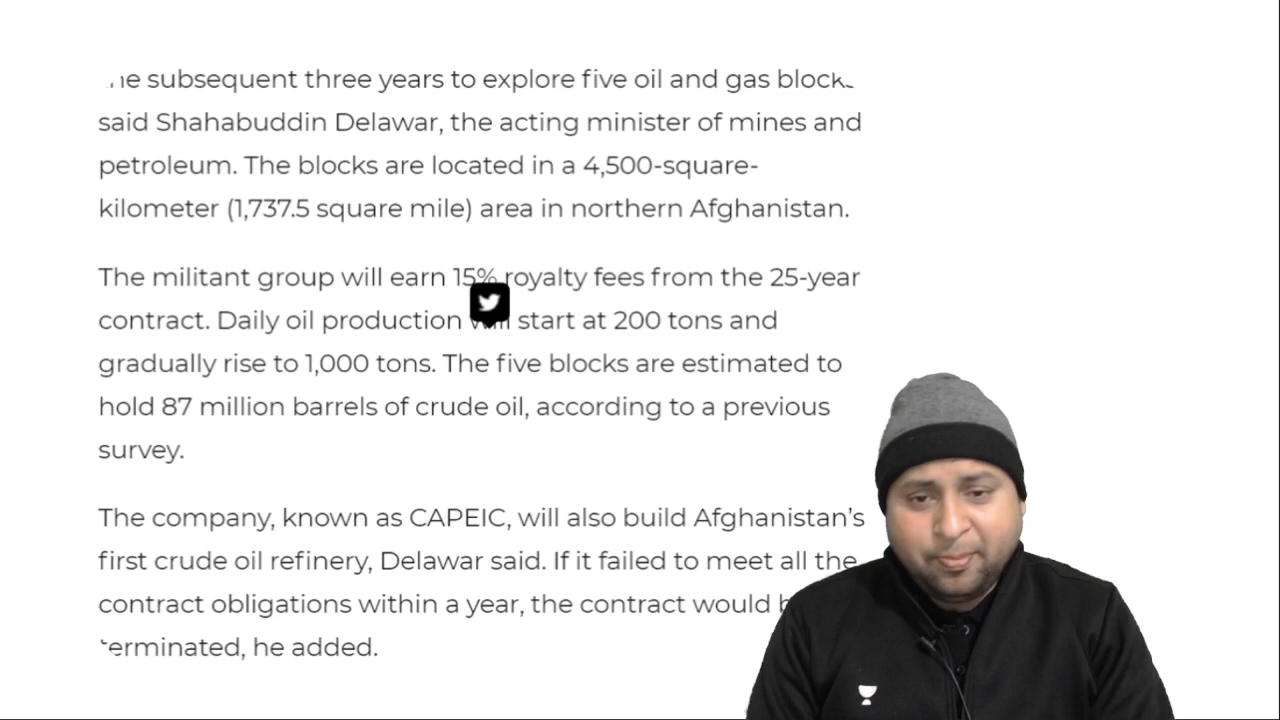 subsequent three years to explore five oil and gas
said Shahabuddin Delawar, the acting minister of mines and
petroleum. The blocks are located in a 4,500-square-
kilometer (1,737.5 square mile) area in northern Afghanistan.
The militant group will earn 15% royalty fees from the 25-year
contract. Daily oil production will start at 200 tons and
gradually rise to 1,000 tons. The five blocks are estimated to
hold 87 million barrels of crude oil, according to a previous
survey.
The company, known as CAPEIC, will also build Afghanistan’s
first crude oil refinery, Delawar said. If it failed to meet all the
contract obligations within a year, the contract would
terminated, he added.